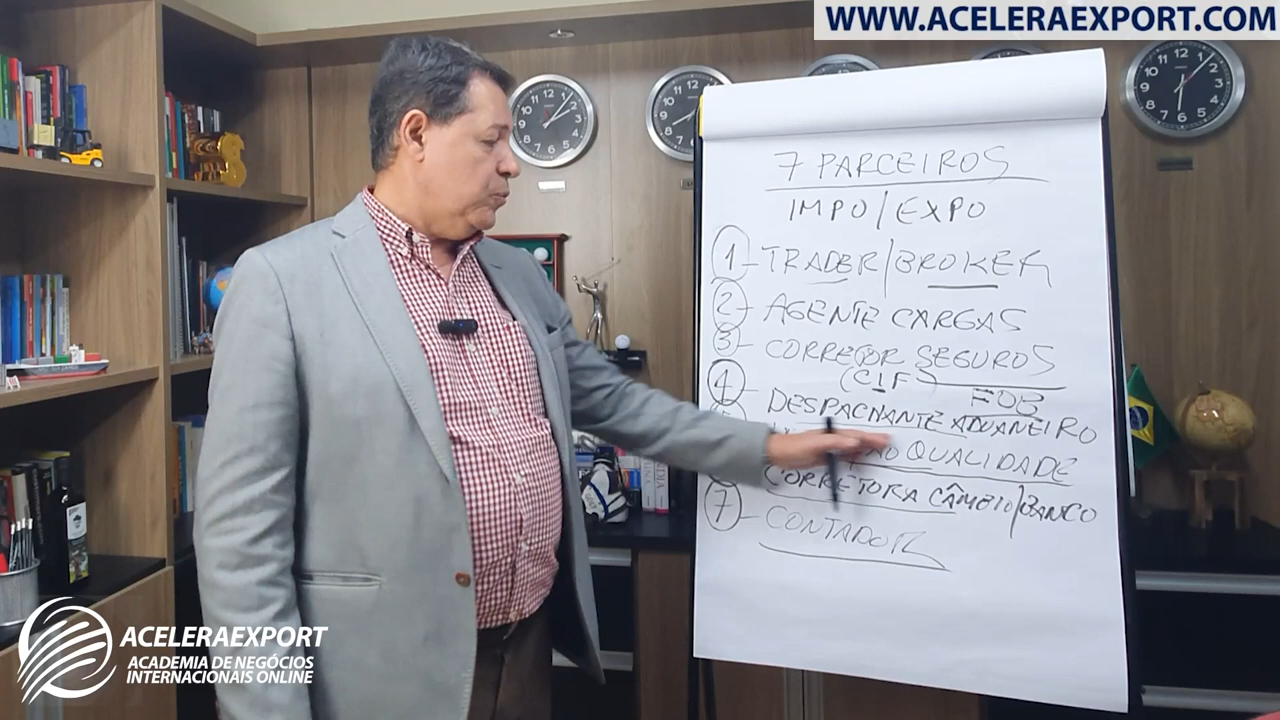 WWW.ACELERAEXPORT.COM
7 PARCEIROS
IMPO/EXPO
1- TRADER/BROKER
2- AGENTE CARGAS
3- CORRETOR SEGUROS
(CIF) FOB
4- DESPACHANTE ADUANEIRO
QUALIDADE
CORRETORA CÂMBIO/BANCO
7- CONTADOR
ACELERAEXPORT
ACADEMIA DE NEGÓCIOS
INTERNACIONAIS ONLINE